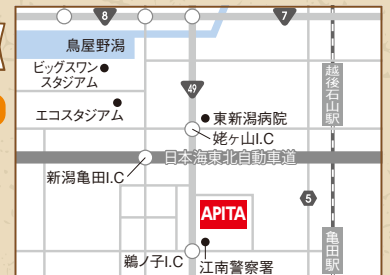 8
7
鳥屋野潟
ビッグスワン
スタジアム
49
越後石山駅
エコスタジアム
東新潟病院
姥ヶ山I.C
日本海東北自動車道
新潟亀田I.C
APITA
5
亀田駅
鵜ノ子I.C
江南警察署